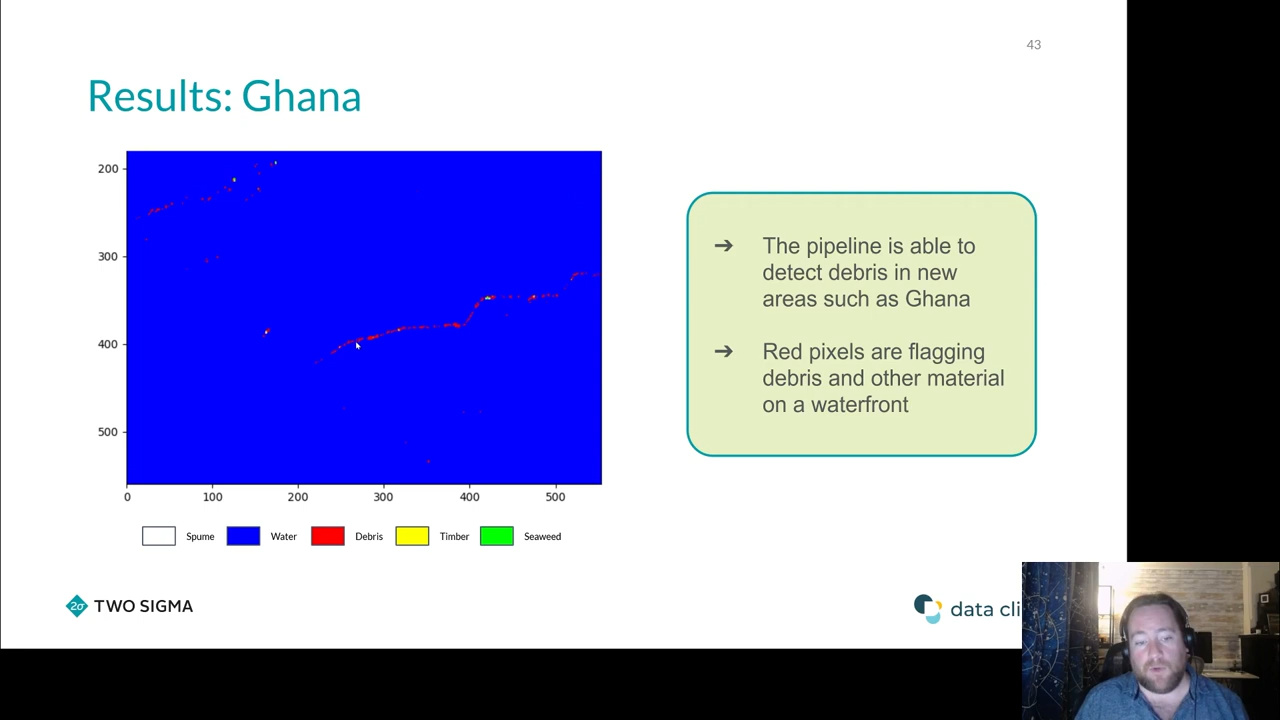 43
Results: Ghana
200
300
400
500
0 100 200 300 400 500
Spume Water Debris Timber Seaweed
➔ The pipeline is able to
detect debris in new
areas such as Ghana
➔ Red pixels are flagging
debris and other material
on a waterfront
2σ TWO SIGMA
data cli